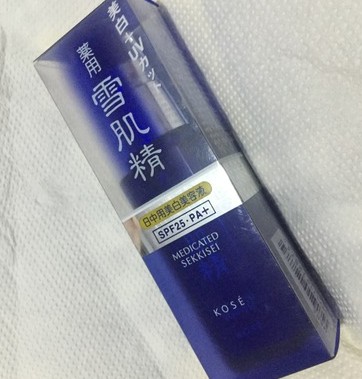 美白+UVカット
薬用
雪肌精
日中用美白美容液
SPF25・PA+
MEDICATED
SEKKISEI
KOSÉ